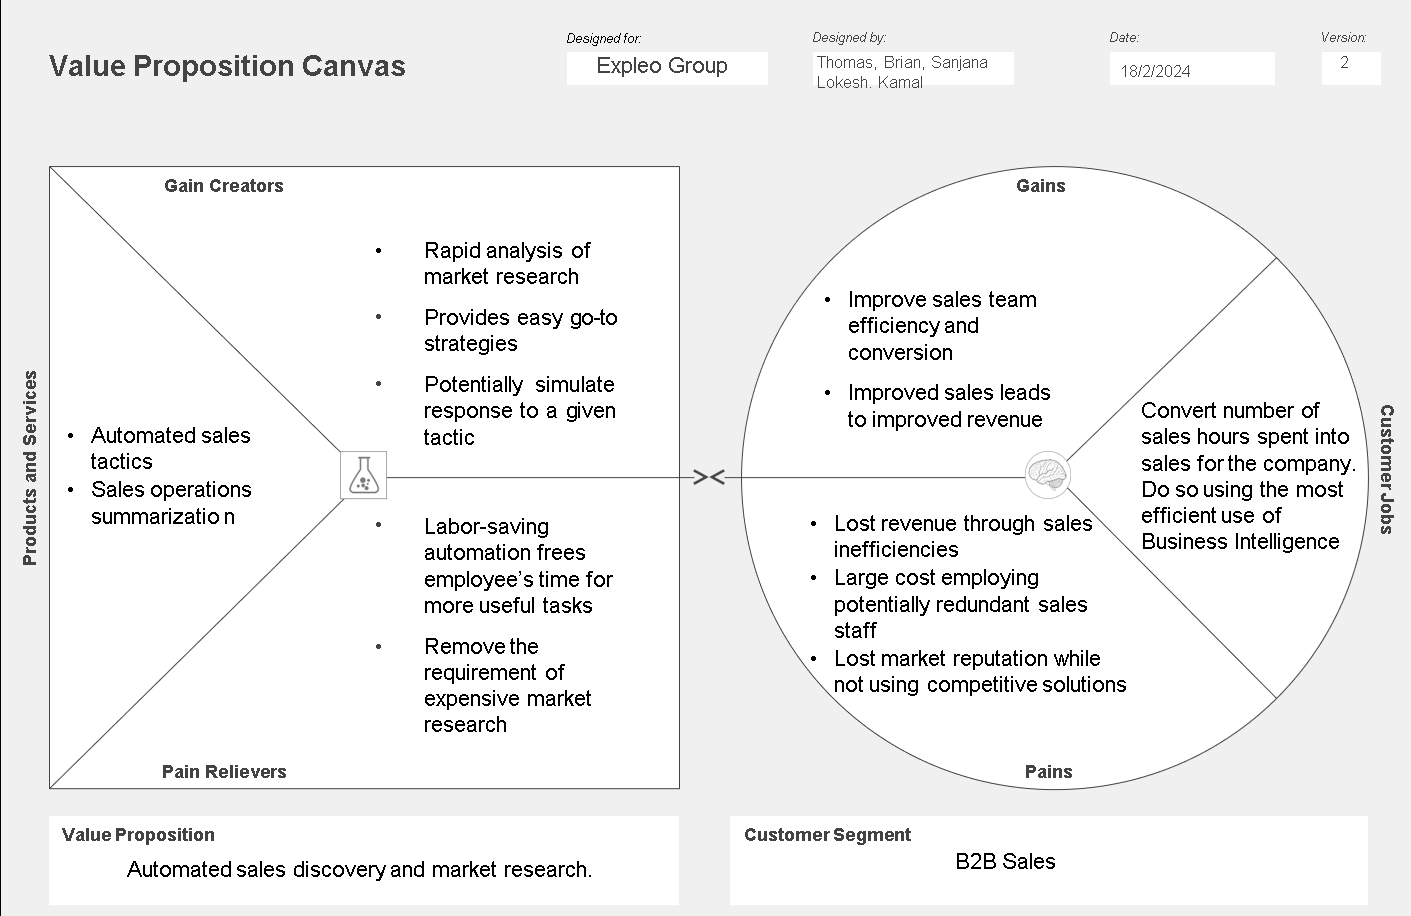 Value Proposition Canvas
Designed for:
Expleo Group
Designed by:
Thomas, Brian, Sanjana
Lokesh. Kamal
Date:
18/2/2024
Version:
2
Gain Creators
• Rapid analysis of
market research
• Provides easy go-to
strategies
• Potentially simulate
response to a given
tactic
Products and Services
• Automated sales
tactics
• Sales operations
summarization
• Labor-saving
automation frees
employee’s time for
more useful tasks
• Remove the
requirement of
expensive market
research
Pain Relievers
Gains
• Improve sales team
efficiency and
conversion
• Improved sales leads
to improved revenue
Customer Jobs
Convert number of
sales hours spent into
sales for the company.
Do so using the most
efficient use of
Business Intelligence
• Lost revenue through sales
inefficiencies
• Large cost employing
potentially redundant sales
staff
• Lost market reputation while
not using competitive solutions
Pains
Value Proposition
Automated sales discovery and market research.
Customer Segment
B2B Sales